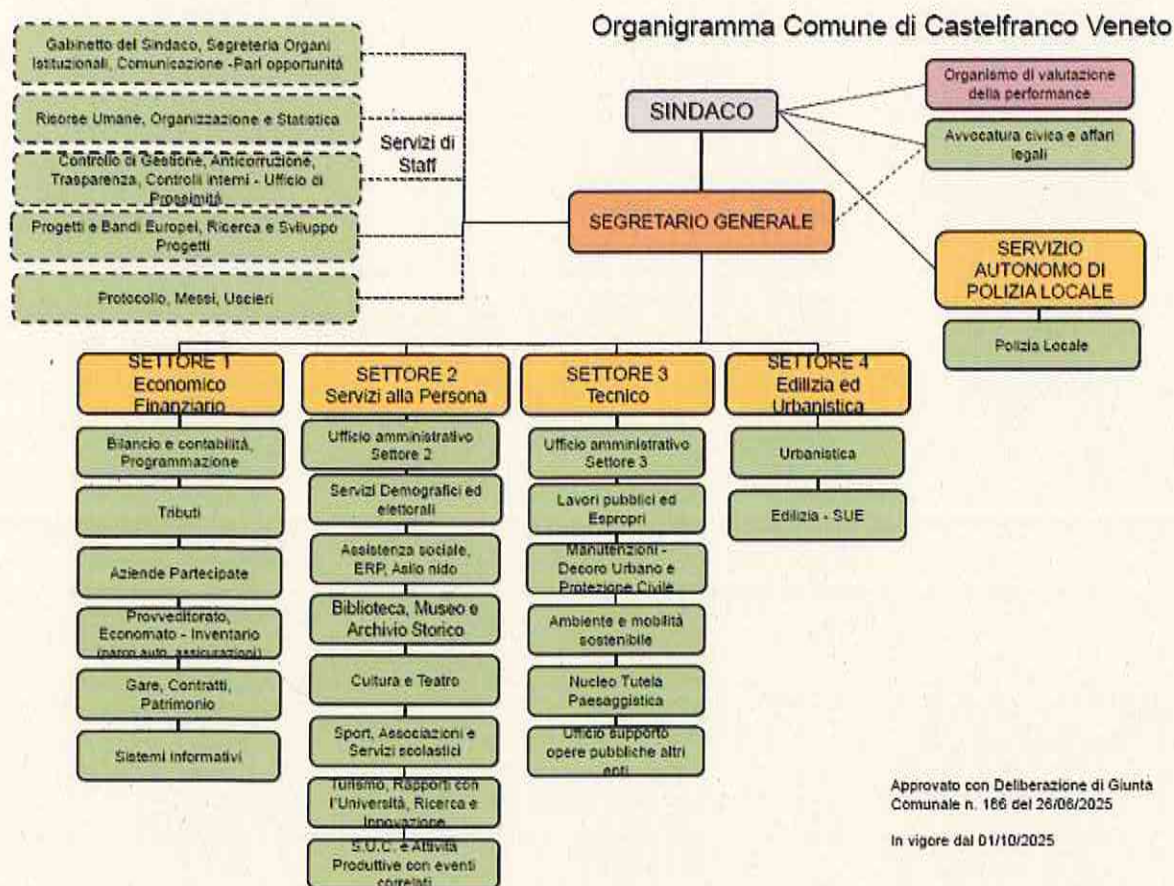 Organigramma Comune di Castelfranco Veneto
Gabinetto del Sindaco, Segreteria Organi
Istituzionali, Comunicazione -Pari opportunità
Risorse Umane, Organizzazione e Statistica
Controllo di Gestione, Anticorruzione,
Trasparenza, Controlli interni - Ufficio di
Prossimità
Progetti e Bandi Europei, Ricerca e Sviluppo
Progetti
Protocollo, Messi, Uscieri
Servizi di
Staff
SINDACO
SEGRETARIO GENERALE
Organismo di valutazione
della performance
Avvocatura civica e affari
legali
SERVIZIO
AUTONOMO DI
POLIZIA LOCALE
Polizia Locale
SETTORE 1
Economico
Finanziario
Bilancio e contabilità,
Programmazione
Tributi
Aziende Partecipate
Provveditorato,
Economato - Inventario
(parco auto, assicurazioni)
Gare, Contratti,
Patrimonio
Sistemi informativi
SETTORE 2
Servizi alla Persona
Ufficio amministrativo
Settore 2
Servizi Demografici ed
elettorali
Assistenza sociale,
ERP, Asilo nido
Biblioteca, Museo e
Archivio Storico
Cultura e Teatro
Sport, Associazioni e
Servizi scolastici
Turismo, Rapporti con
l'Università, Ricerca e
Innovazione
S.U.C. e Attività
Produttive con eventi
correlati
SETTORE 3
Tecnico
Ufficio amministrativo
Settore 3
Lavori pubblici ed
Espropri
Manutenzioni -
Decoro Urbano e
Protezione Civile
Ambiente e mobilità
sostenibile
Nucleo Tutela
Paesaggistica
Ufficio supporto
opere pubbliche altri
enti
SETTORE 4
Edilizia ed
Urbanistica
Urbanistica
Edilizia - SUE
Approvato con Deliberazione di Giunta
Comunale n. 186 del 26/06/2025
In vigore dal 01/10/2025